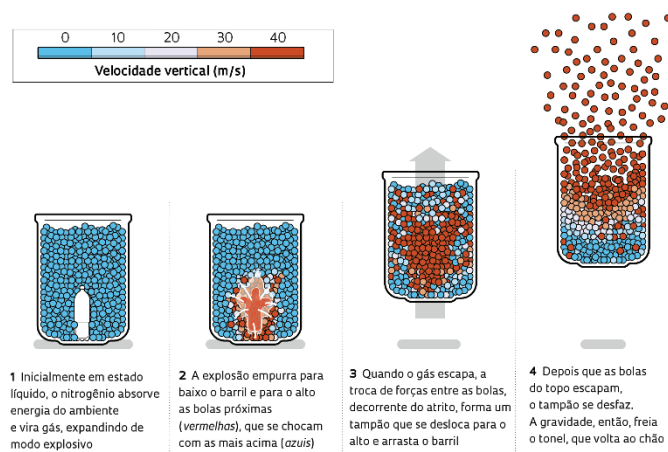 0 10 20 30 40
Velocidade vertical (m/s)
1 Inicialmente em estado
líquido, o nitrogênio absorve
energia do ambiente
e vira gás, expandindo de
modo explosivo
2 A explosão empurra para
baixo o barril e para o alto
as bolas próximas
(vermelhas), que se chocam
com as mais acima (azuis)
3 Quando o gás escapa, a
troca de forças entre as bolas,
decorrente do atrito, forma um
tampão que se desloca para o
alto e arrasta o barril
4 Depois que as bolas
do topo escapam,
o tampão se desfaz.
A gravidade, então, freia
o tonel, que volta ao chão